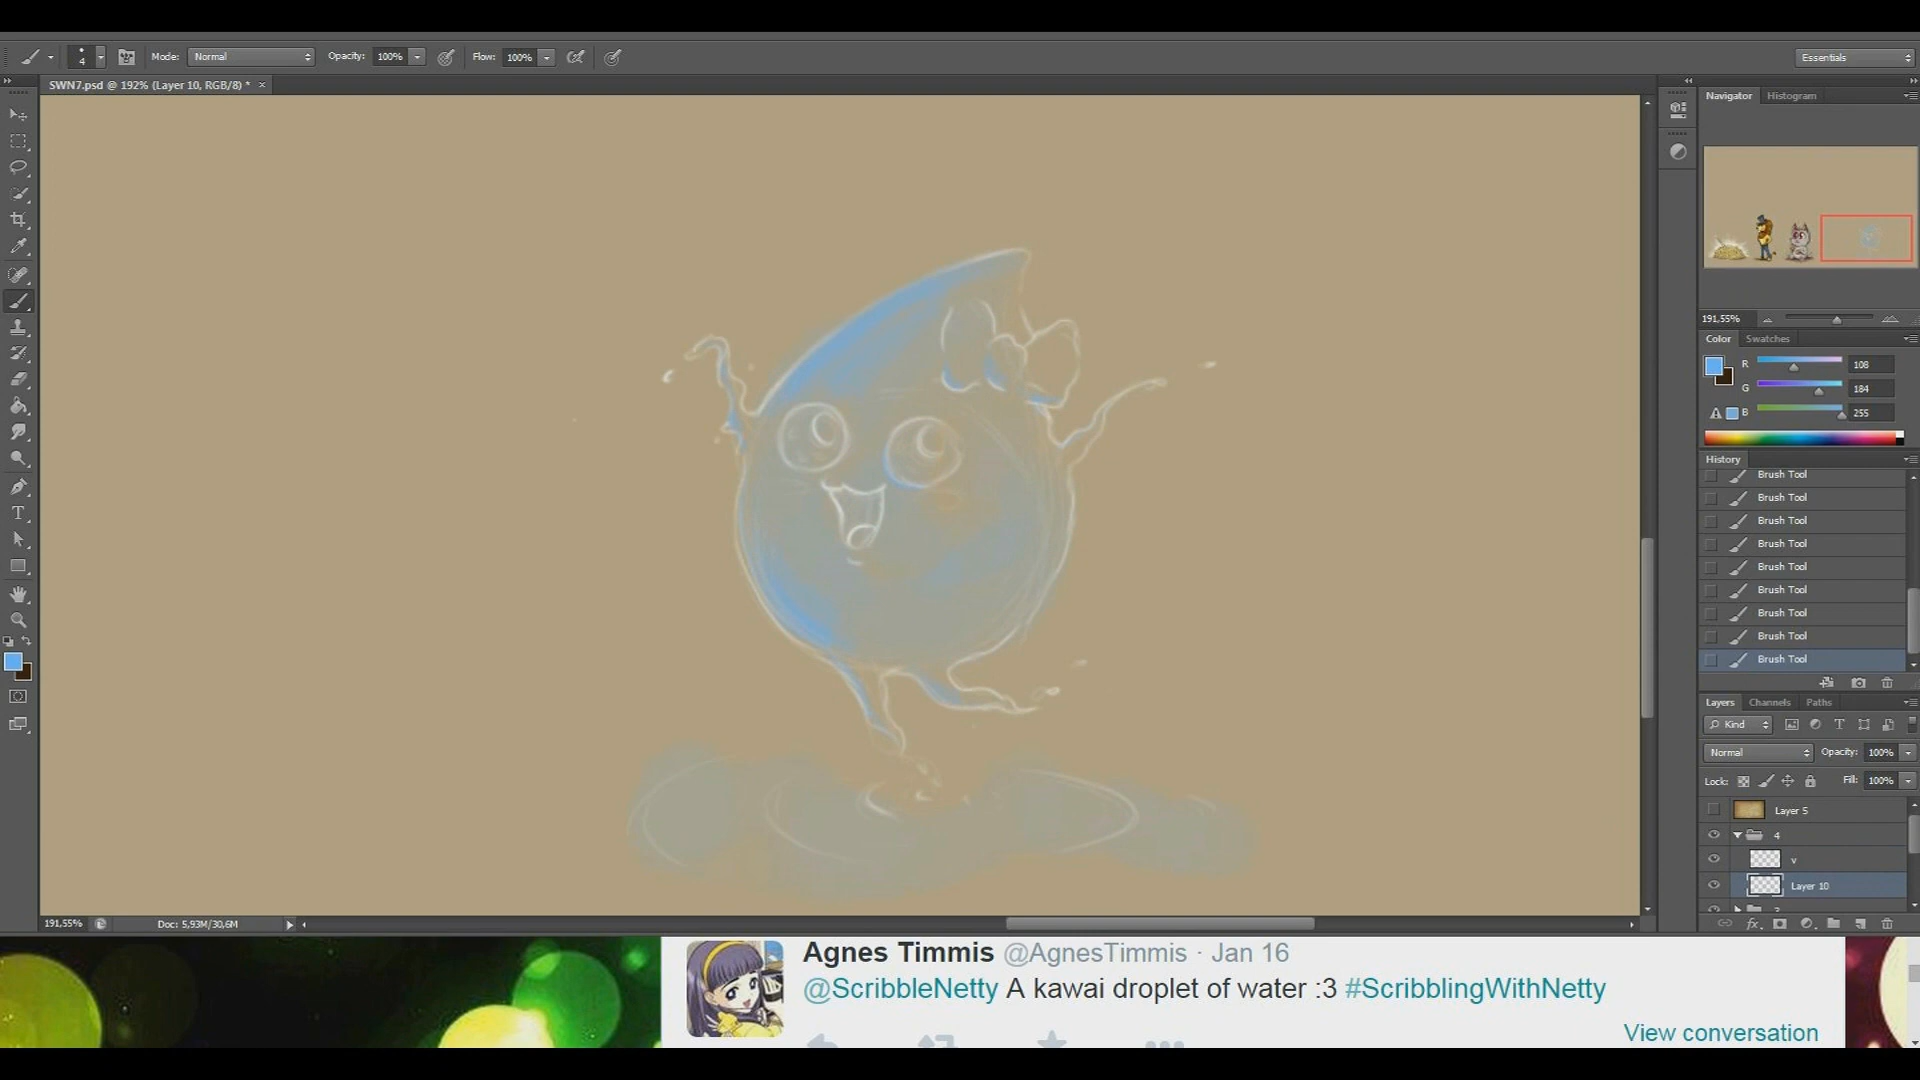 4 Mode: Normal Opacity: 100% Flow: 100% Essentials
SWN7.psd @ 192% (Layer 10, RGB/8) * ×
Navigator Histogram
191,55%
Color Swatches
R 108
G 184
B 255
History
Brush Tool
Brush Tool
Brush Tool
Brush Tool
Brush Tool
Brush Tool
Brush Tool
Brush Tool
Brush Tool
Layers Channels Paths
Kind
Normal Opacity: 100%
Lock: Fill: 100%
Layer 5
4
v
Layer 10
191,55% Doc: 5,93M/30,6M
Agnes Timmis @AgnesTimmis · Jan 16
@ScribbleNetty A kawai droplet of water :3 #ScribblingWithNetty
View conversation